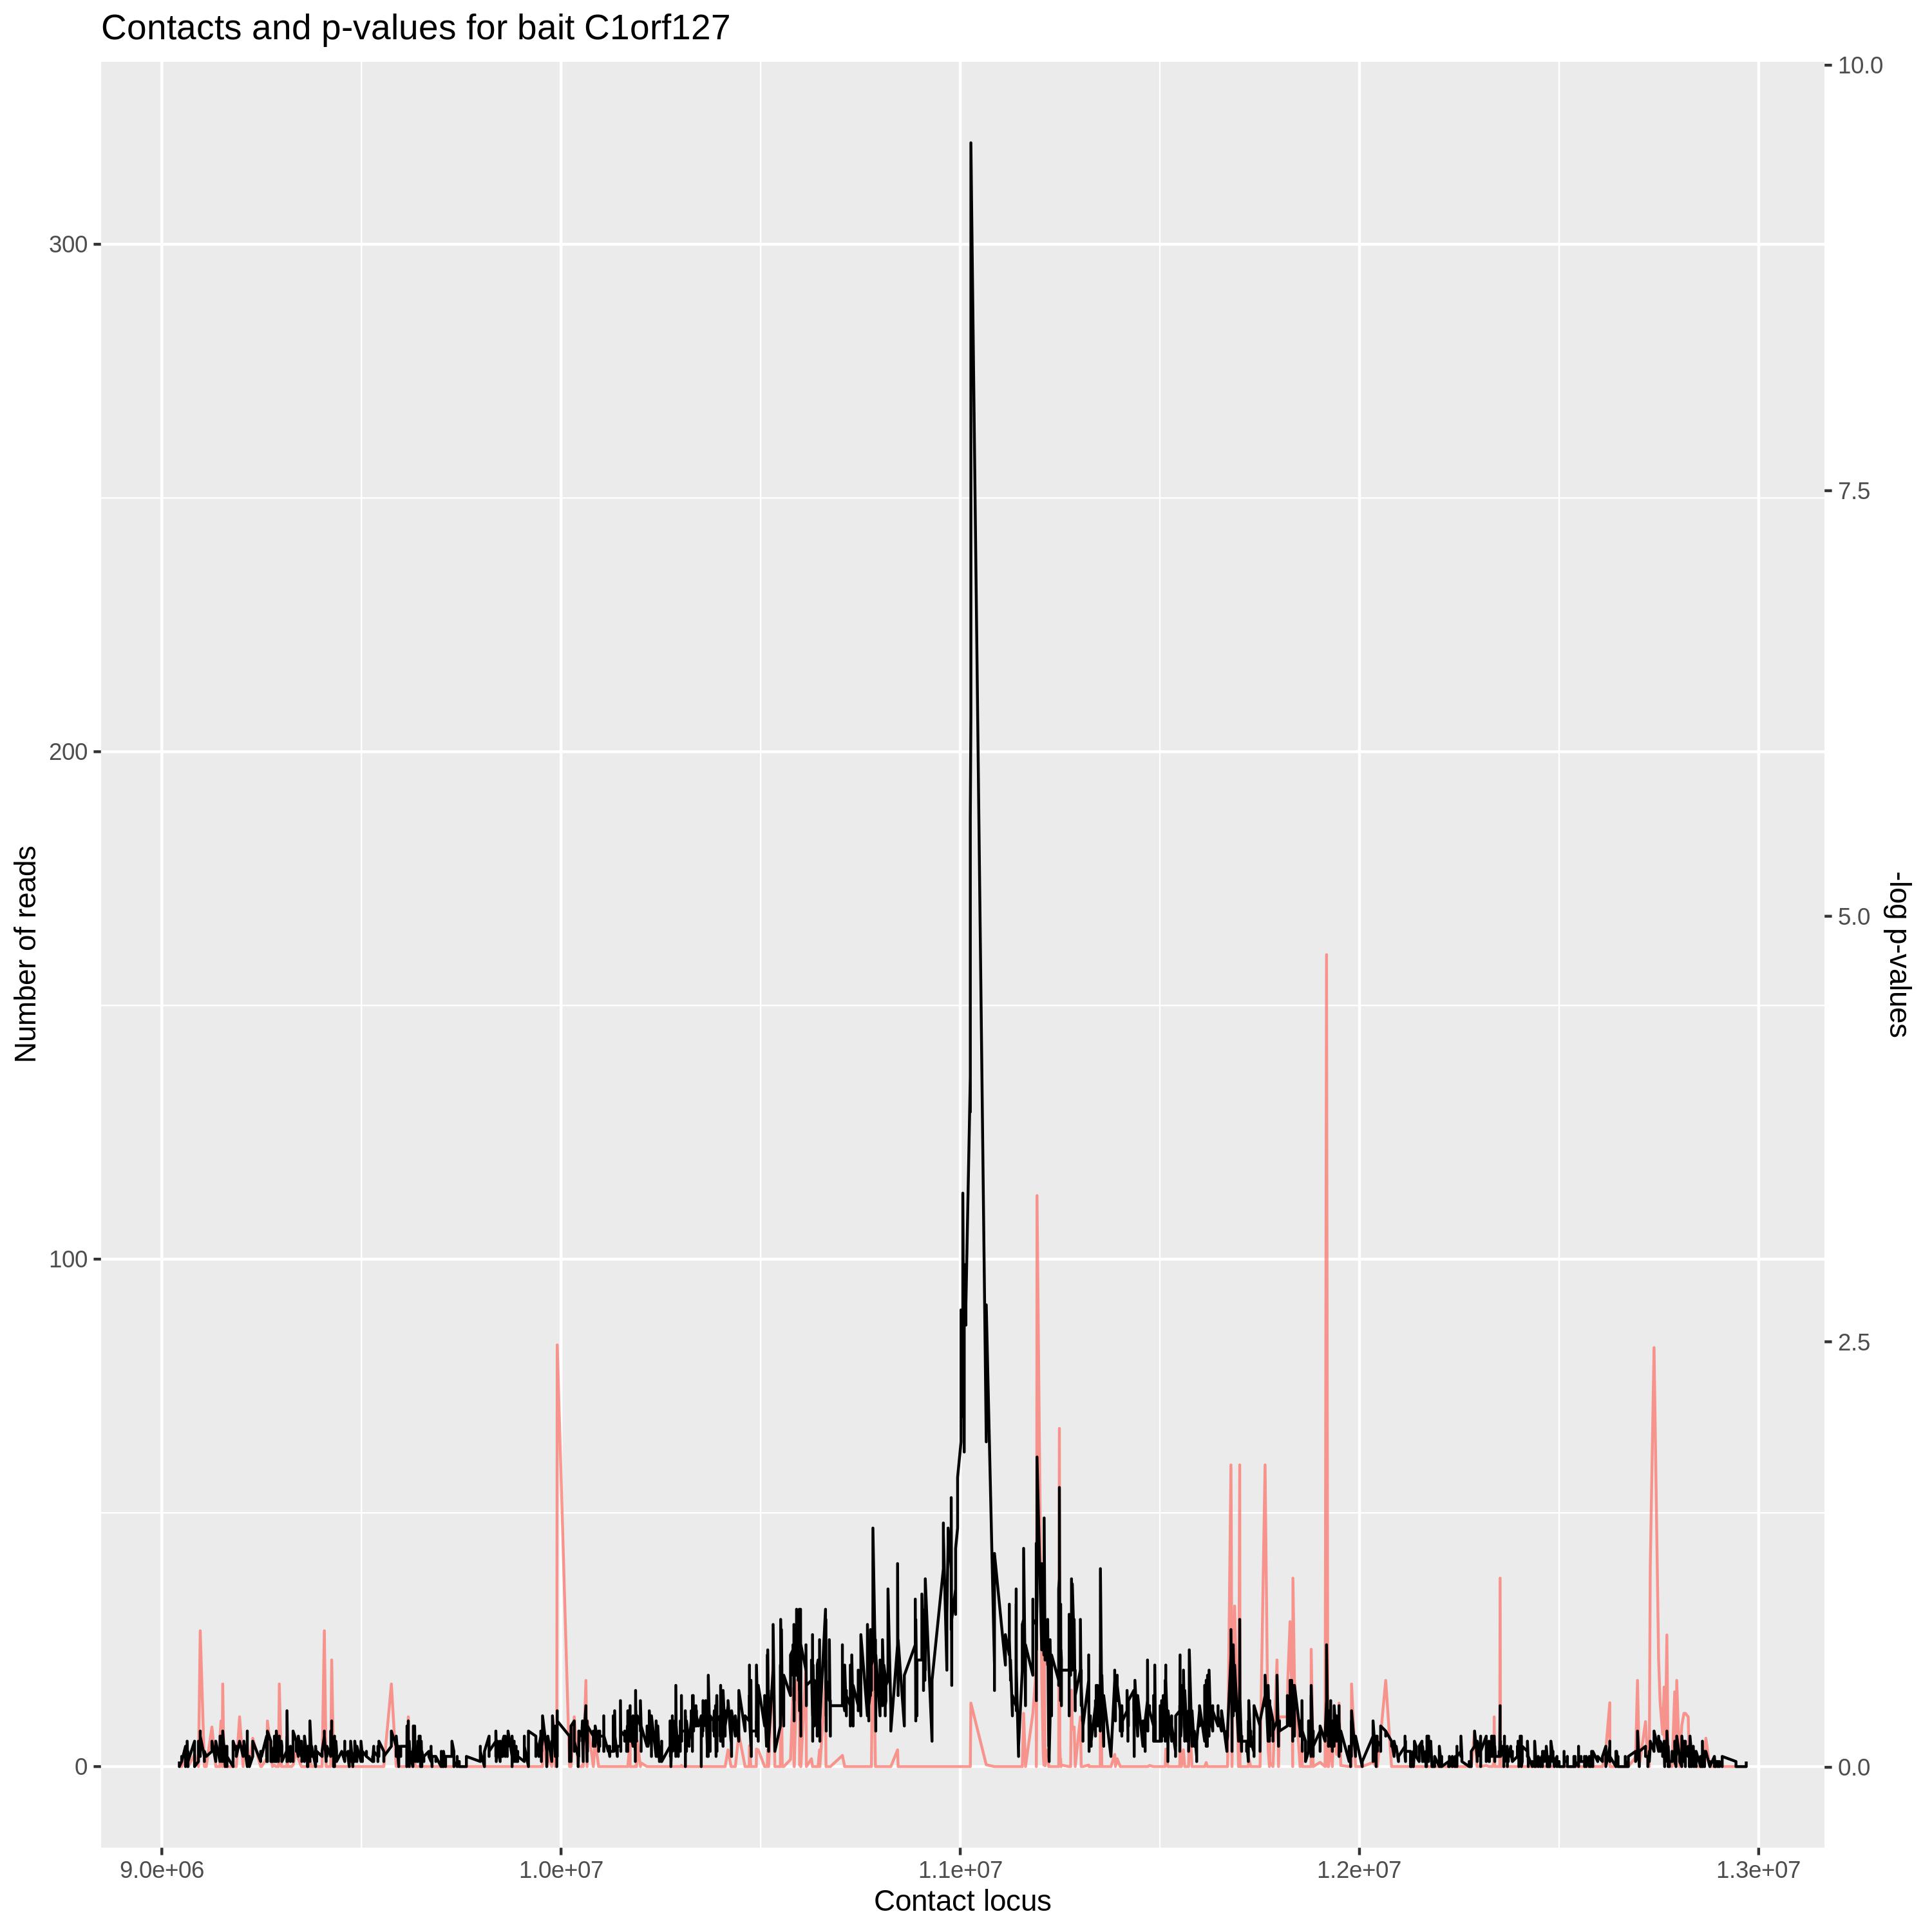 Contacts and p-values for bait C1orf127
Number of reads
300
200
100
0
10.0
7.5
5.0
2.5
0.0
-log p-values
9.0e+06
1.0e+07
1.1e+07
1.2e+07
1.3e+07
Contact locus